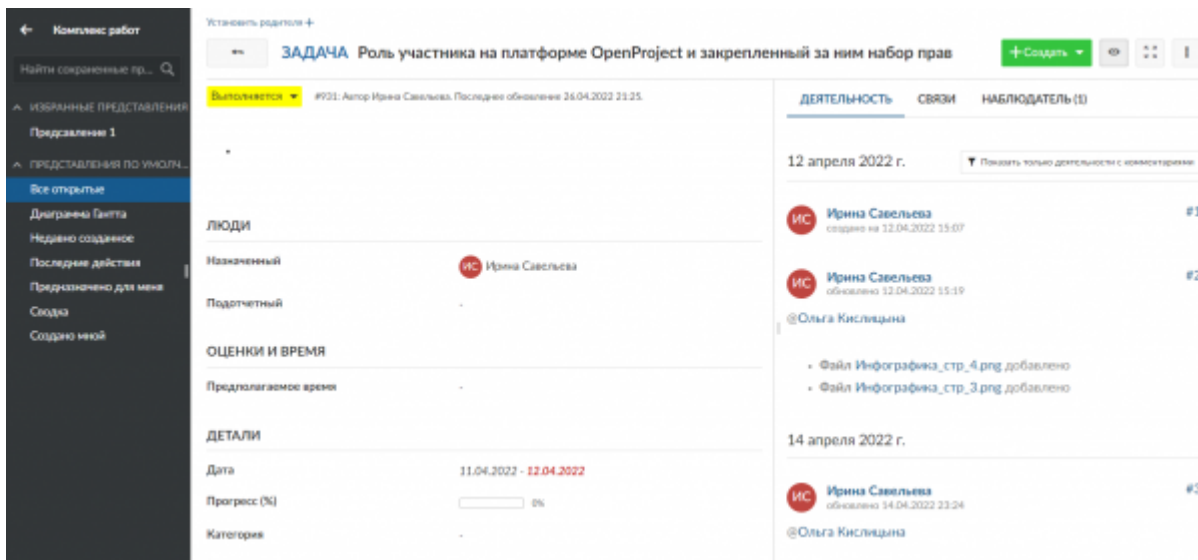 Комплекс работ
Найти сохраненные пр...
ИЗБРАННЫЕ ПРЕДСТАВЛЕНИЯ
Предсавление 1
ПРЕДСТАВЛЕНИЯ ПО УМОЛЧ...
Все открытые
Диаграмма Гантта
Недавно созданное
Последние действия
Предназначено для меня
Сводка
Создано мной
Установить родителя +
ЗАДАЧА Роль участника на платформе OpenProject и закрепленный за ним набор прав
+ Создать
Выполняется
#931: Автор Ирина Савельева. Последнее обновление 26.04.2022 21:25.
ЛЮДИ
Назначенный ИС Ирина Савельева
Подотчетный -
ОЦЕНКИ И ВРЕМЯ
Предполагаемое время -
ДЕТАЛИ
Дата 11.04.2022 - 12.04.2022
Прогресс (%) 0%
Категория -
ДЕЯТЕЛЬНОСТЬ СВЯЗИ НАБЛЮДАТЕЛЬ (1)
12 апреля 2022 г. Показать только деятельности с комментариями
ИС Ирина Савельева #1
создано на 12.04.2022 15:07
ИС Ирина Савельева #2
обновлено 12.04.2022 15:19
@Ольга Кислицына
• Файл Инфографика_стр_4.png добавлено
• Файл Инфографика_стр_3.png добавлено
14 апреля 2022 г.
ИС Ирина Савельева #3
обновлено 14.04.2022 23:24
@Ольга Кислицына